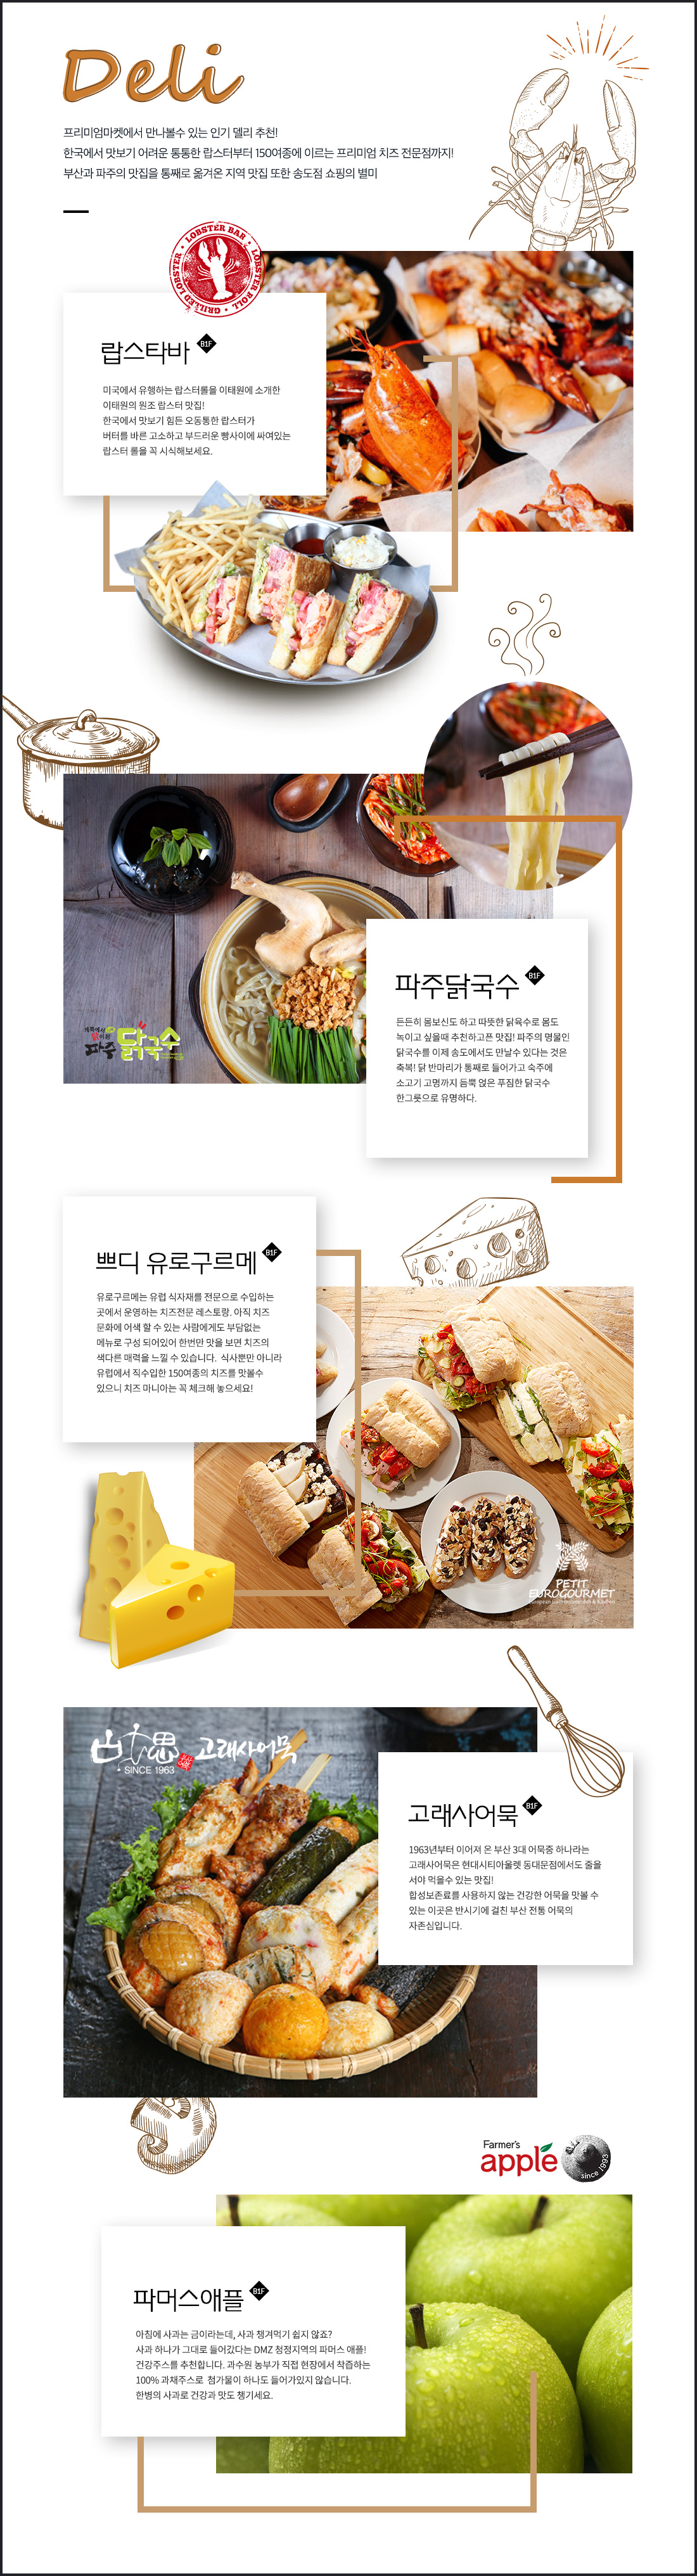 Deli
프리미엄마켓에서 만나볼수 있는 인기 델리 추천!
한국에서 맛보기 어려운 통통한 랍스터부터 150여종에 이르는 프리미엄 치즈 전문점까지!
부산과 파주의 맛집을 통째로 옮겨온 지역 맛집 또한 송도점 쇼핑의 별미
LOBSTER BAR • LOBSTER ROLL • GRILLED LOBSTER •
랍스타바 B1F
미국에서 유행하는 랍스터롤을 이태원에 소개한
이태원의 원조 랍스터 맛집!
한국에서 맛보기 힘든 오동통한 랍스터가
버터를 바른 고소하고 부드러운 빵사이에 싸여있는
랍스터 롤을 꼭 시식해보세요.
파주 닭국수
파주닭국수 B1F
든든히 몸보신도 하고 따뜻한 닭육수로 몸도
녹이고 싶을때 추천하고픈 맛집! 파주의 명물인
닭국수를 이제 송도에서도 만날수 있다는 것은
축복! 닭 반마리가 통째로 들어가고 숙주에
소고기 고명까지 듬뿍 얹은 푸짐한 닭국수
한그릇으로 유명하다.
쁘디 유로구르메 B1F
유로구르메는 유럽 식자재를 전문으로 수입하는
곳에서 운영하는 치즈전문 레스토랑. 아직 치즈
문화에 어색 할 수 있는 사람에게도 부담없는
메뉴로 구성 되어있어 한번만 맛을 보면 치즈의
색다른 매력을 느낄 수 있습니다. 식사뿐만 아니라
유럽에서 직수입한 150여종의 치즈를 맛볼수
있으니 치즈 마니아는 꼭 체크해 놓으세요!
PETIT
EUROGOURMET
고래사어묵
SINCE 1963
고래사어묵 B1F
1963년부터 이어져 온 부산 3대 어묵중 하나라는
고래사어묵은 현대시티아울렛 동대문점에서도 줄을
서야 먹을수 있는 맛집!
합성보존료를 사용하지 않는 건강한 어묵을 맛볼 수
있는 이곳은 반시기에 걸친 부산 전통 어묵의
자존심입니다.
Farmer's
apple
since 1993
파머스애플 B1F
아침에 사과는 금이라는데, 사과 챙겨먹기 쉽지 않죠?
사과 하나가 그대로 들어갔다는 DMZ 청정지역의 파머스 애플!
건강주스를 추천합니다. 과수원 농부가 직접 현장에서 착즙하는
100% 과채주스로 첨가물이 하나도 들어가있지 않습니다.
한병의 사과로 건강과 맛도 챙기세요.